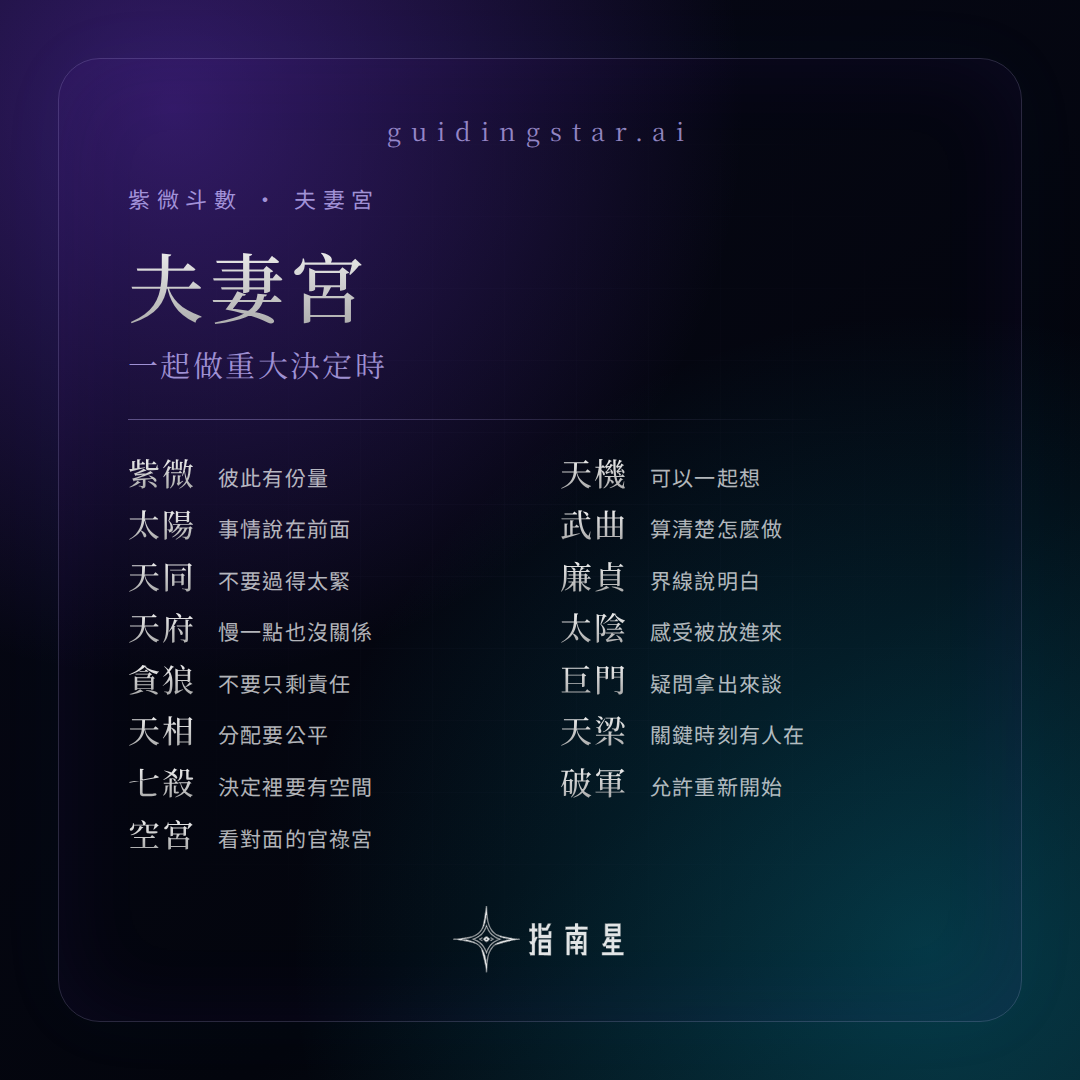 guidingstar.ai
紫微斗數 · 夫妻宮
夫妻宮
一起做重大決定時
紫微 彼此有份量
天機 可以一起想
太陽 事情說在前面
武曲 算清楚怎麼做
天同 不要過得太緊
廉貞 界線說明白
天府 慢一點也沒關係
太陰 感受被放進來
貪狼 不要只剩責任
巨門 疑問拿出來談
天相 分配要公平
天梁 關鍵時刻有人在
七殺 決定裡要有空間
破軍 允許重新開始
空宮 看對面的官祿宮
指南星